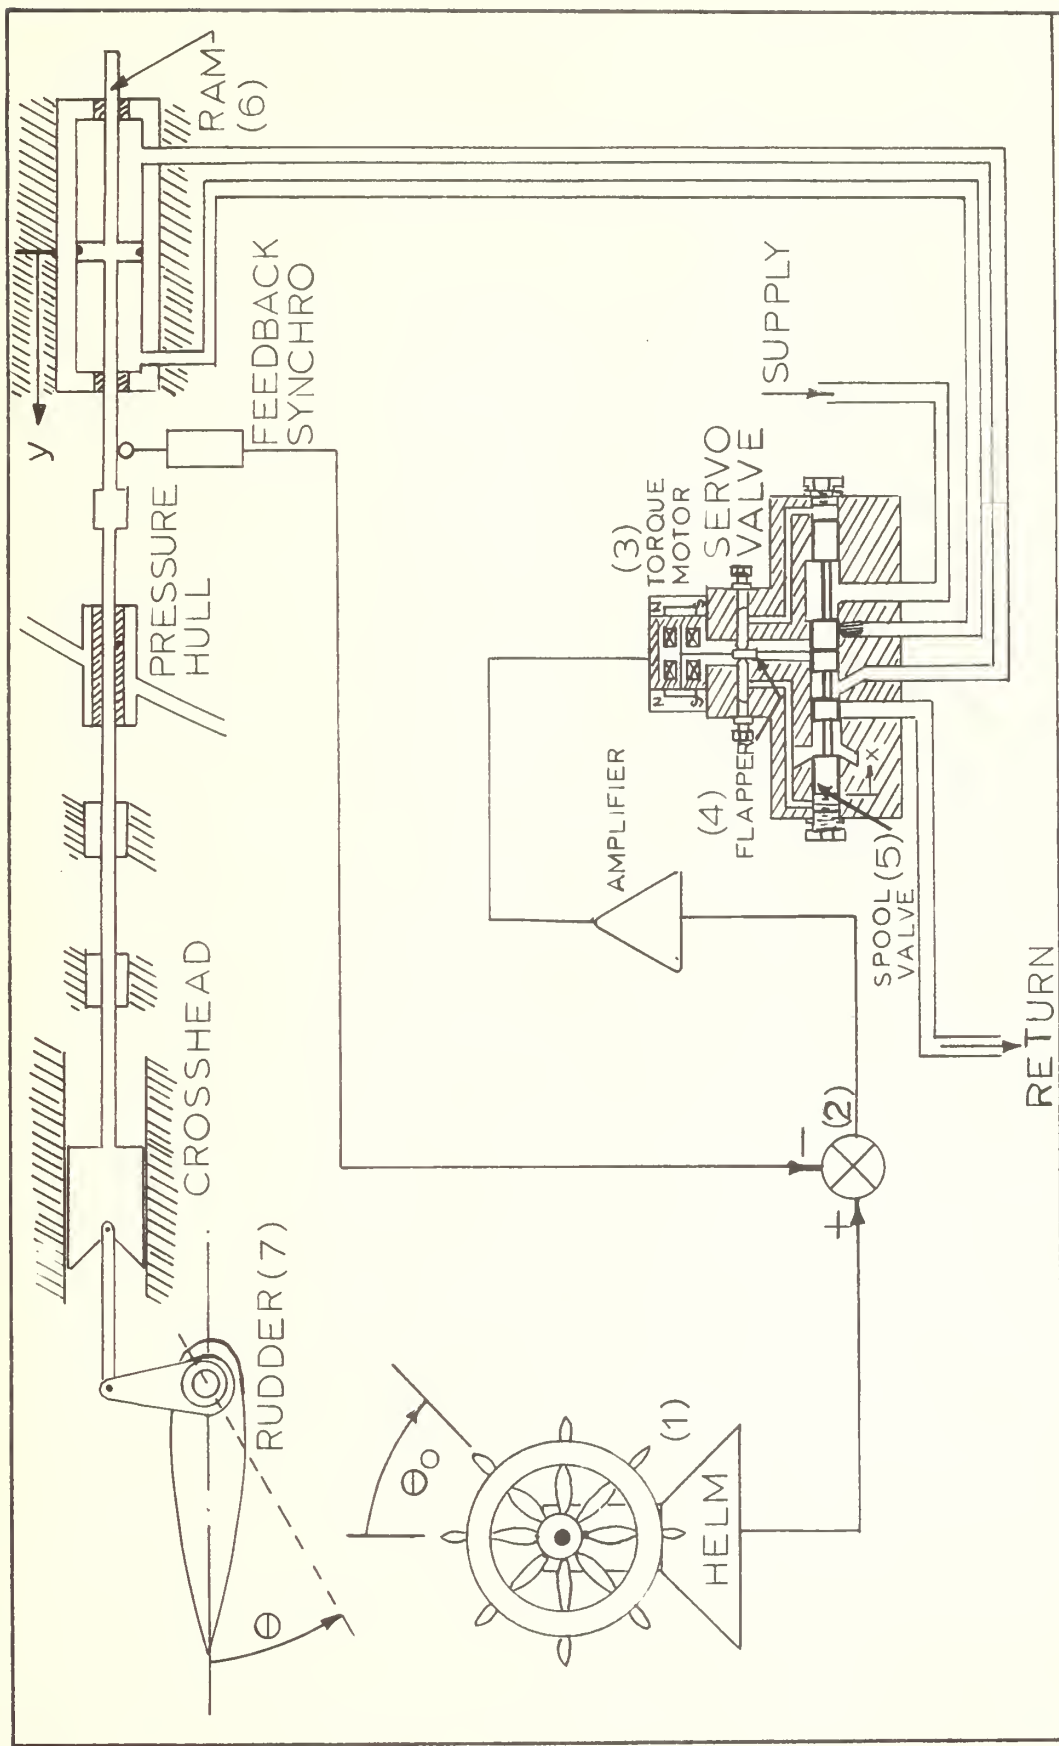 RAM
(6)
y
FEEDBACK
SYNCHRO
PRESSURE
HULL
CROSSHEAD
RUDDER (7)
θ
θo
(1)
HELM
+
-
(2)
AMPLIFIER
(3)
TORQUE
MOTOR
SERVO
VALVE
N
S
N
S
(4)
FLAPPER
SPOOL (5)
VALVE
x
SUPPLY
RETURN